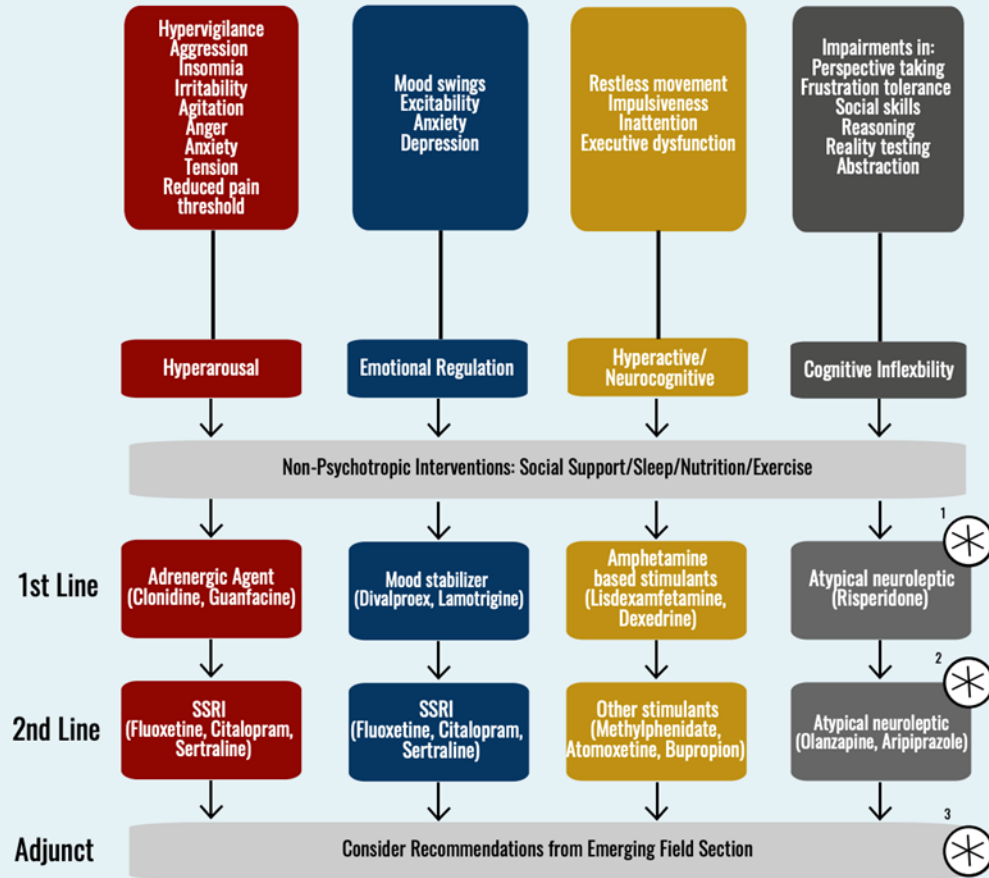 Hypervigilance
Aggression
Insomnia
Irritability
Agitation
Anger
Anxiety
Tension
Reduced pain
threshold
Mood swings
Excitability
Anxiety
Depression
Restless movement
Impulsiveness
Inattention
Executive dysfunction
Impairments in:
Perspective taking
Frustration tolerance
Social skills
Reasoning
Reality testing
Abstraction
Hyperarousal
Emotional Regulation
Hyperactive/
Neurocognitive
Cognitive Inflexbility
Non-Psychotropic Interventions: Social Support/Sleep/Nutrition/Exercise
1st Line
Adrenergic Agent
(Clonidine, Guanfacine)
Mood stabilizer
(Divalproex, Lamotrigine)
Amphetamine
based stimulants
(Lisdexamfetamine,
Dexedrine)
Atypical neuroleptic
(Risperidone)
1
2nd Line
SSRI
(Fluoxetine, Citalopram,
Sertraline)
SSRI
(Fluoxetine, Citalopram,
Sertraline)
Other stimulants
(Methylphenidate,
Atomoxetine, Bupropion)
Atypical neuroleptic
(Olanzapine, Aripiprazole)
2
Adjunct
Consider Recommendations from Emerging Field Section
3